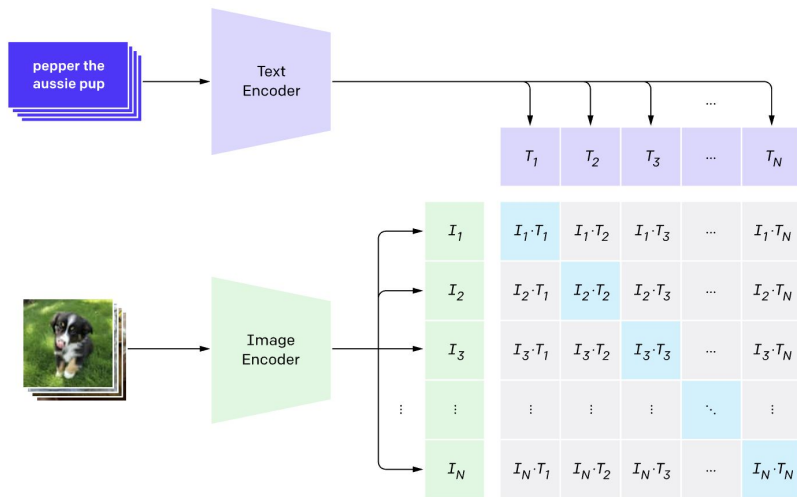 pepper the
aussie pup
Text
Encoder
...
T1 T2 T3 ... TN
I1 I1·T1 I1·T2 I1·T3 ... I1·TN
I2 I2·T1 I2·T2 I2·T3 ... I2·TN
Image
Encoder
I3 I3·T1 I3·T2 I3·T3 ... I3·TN
⋮ ⋮ ⋮ ⋮ ⋮ ⋱ ⋮
IN IN·T1 IN·T2 IN·T3 ... IN·TN